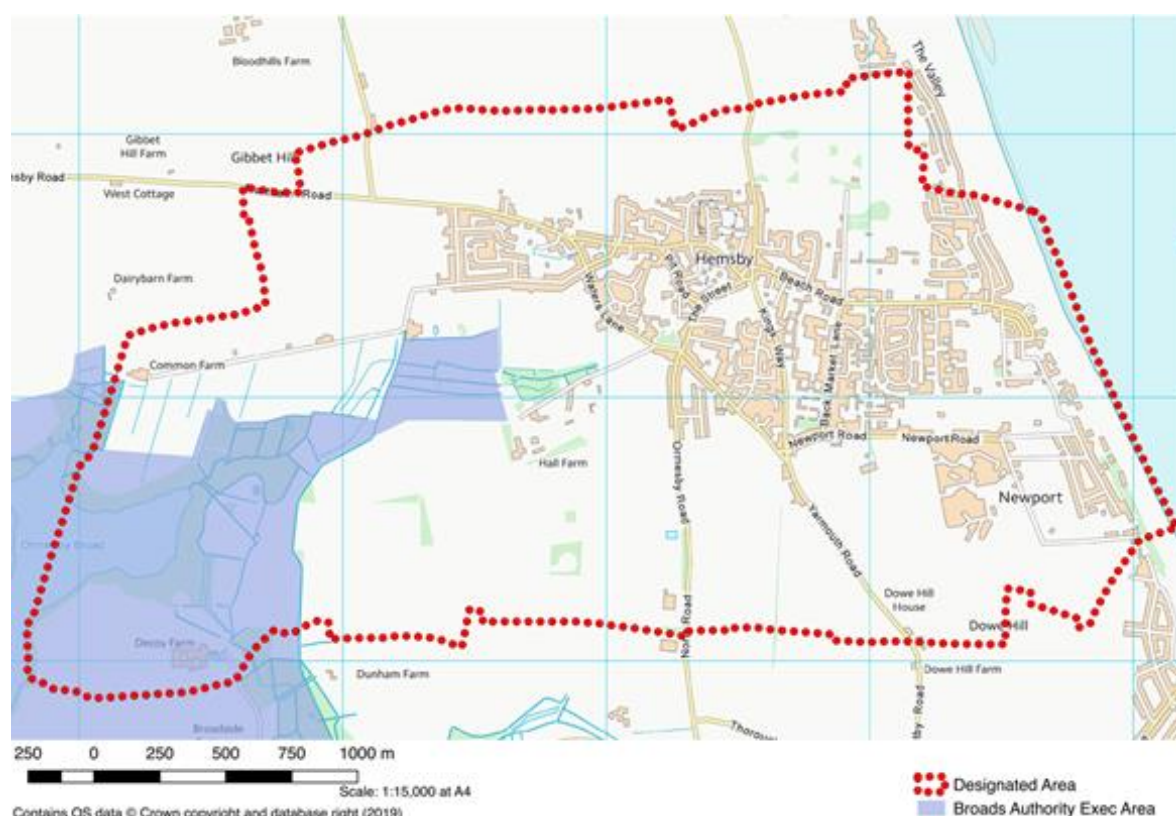 The Valley
Bloodhills Farm
Gibbet
Hill Farm
Gibbet Hill
West Cottage
Road
Dairybarn Farm
Hemsby
Pit Road
The Street
Beach Road
Waters Lane
Kings Way
Back Market Lane
Common Farm
Newport Road
Newport Road
Hall Farm
Ormesby Road
Newport
Yarmouth Road
Ormesby Broad
Dowe Hill
House
Decoy Farm
Dowe Hill
North Road
Dunham Farm
Dowe Hill Farm
Broadside
lby Road
250 0 250 500 750 1000 m
Scale: 1:15,000 at A4
Designated Area
Broads Authority Exec Area
Contains OS data © Crown copyright and database right (2019)